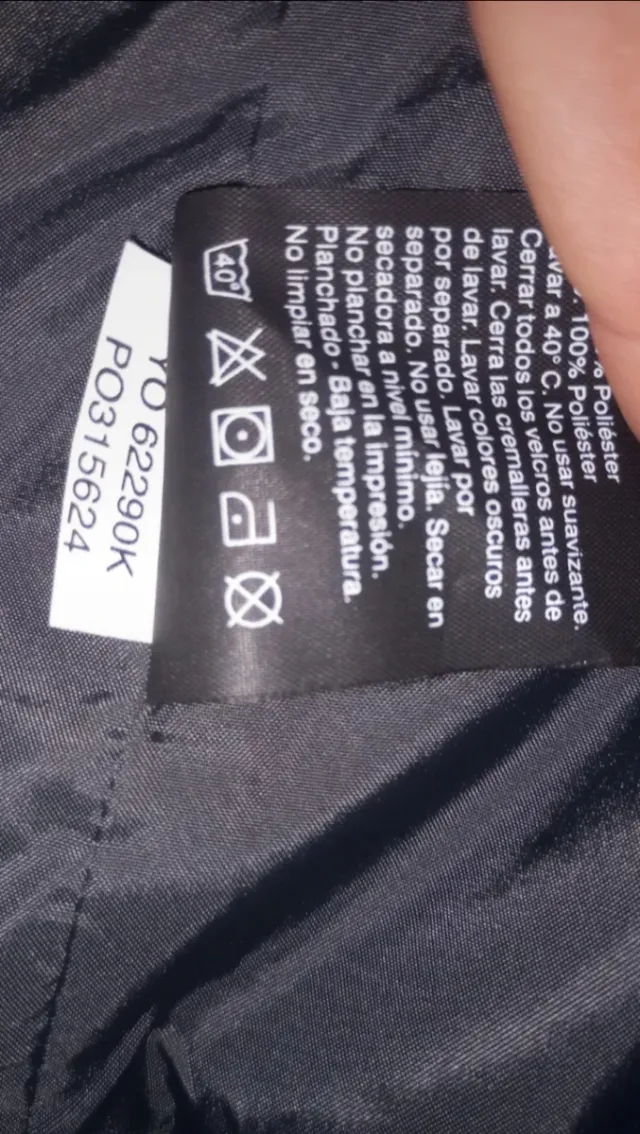 % Poliéster
100% Poliéster
avar a 40° C. No usar suavizante.
Cerrar todos los velcros antes de
lavar. Cerra las cremalleras antes
de lavar. Lavar colores oscuros
por separado. Lavar por
separado. No usar lejía. Secar en
secadora a nivel mínimo.
No planchar en la impresión.
Planchado - Baja temperatura.
No limpiar en seco.
40°
YO 62290K
PO315624